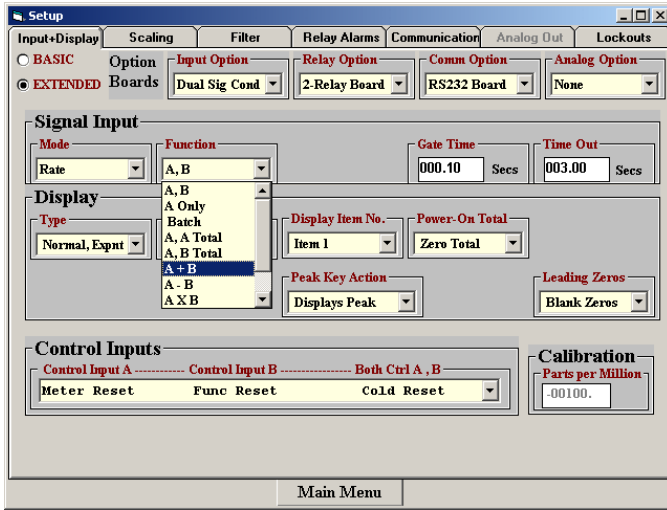 Setup
Input+Display Scaling Filter Relay Alarms Communication Analog Out Lockouts
BASIC
EXTENDED
Option
Boards
Input Option
Dual Sig Cond
Relay Option
2-Relay Board
Comm Option
RS232 Board
Analog Option
None
Signal Input
Mode
Rate
Function
A, B
Gate Time
000.10 Secs
Time Out
003.00 Secs
A, B
A Only
Batch
A, A Total
A, B Total
A + B
A - B
A X B
Display
Type
Normal, Expnt
Display Item No.
Item 1
Power-On Total
Zero Total
Peak Key Action
Displays Peak
Leading Zeros
Blank Zeros
Control Inputs
Control Input A ------------ Control Input B ----------------- Both Ctrl A , B
Meter Reset Func Reset Cold Reset
Calibration
Parts per Million
-00100.
Main Menu